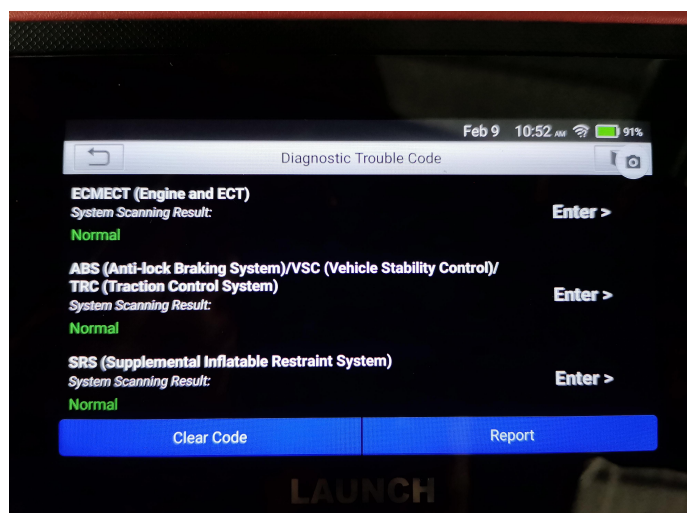 Feb 9 10:52 AM 91%
Diagnostic Trouble Code
ECMECT (Engine and ECT)
System Scanning Result:
Enter >
Normal
ABS (Anti-lock Braking System)/VSC (Vehicle Stability Control)/
TRC (Traction Control System)
Enter >
System Scanning Result:
Normal
SRS (Supplemental Inflatable Restraint System)
System Scanning Result:
Enter >
Normal
Clear Code Report
LAUNCH